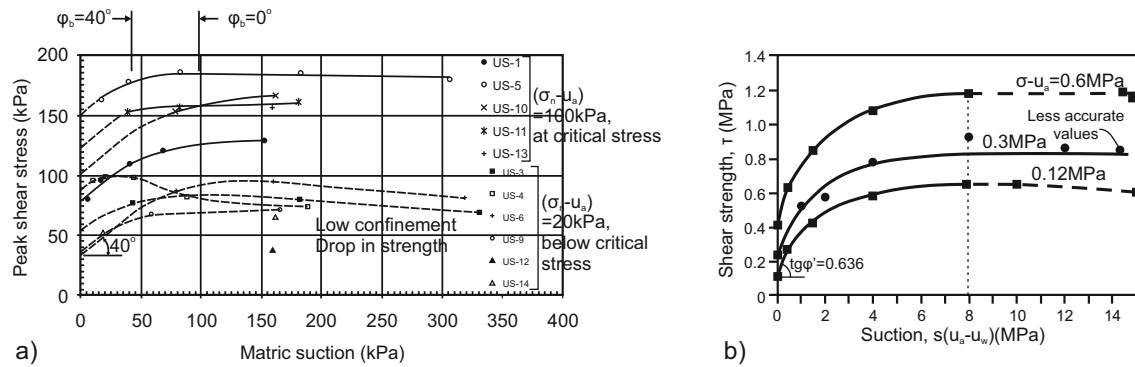 φb=40° φb=0°
200
150
100
50
0
Peak shear stress (kPa)
0 50 100 150 200 250 300 350 400
Matric suction (kPa)
40°
Low confinement
Drop in strength
US-1
US-5
US-10
US-11
US-13
(σn-ua)
=100kPa,
at critical stress
US-3
US-4
US-6
US-9
US-12
US-14
(σn-ua)
=20kPa,
below critical
stress
a)
1.4
1.2
1.0
0.8
0.6
0.4
0.2
0
Shear strength, τ (MPa)
σ-ua=0.6MPa
Less accurate
values
0.3MPa
0.12MPa
tgφ'=0.636
0 2 4 6 8 10 12 14
Suction, s(ua-uw)(MPa)
b)